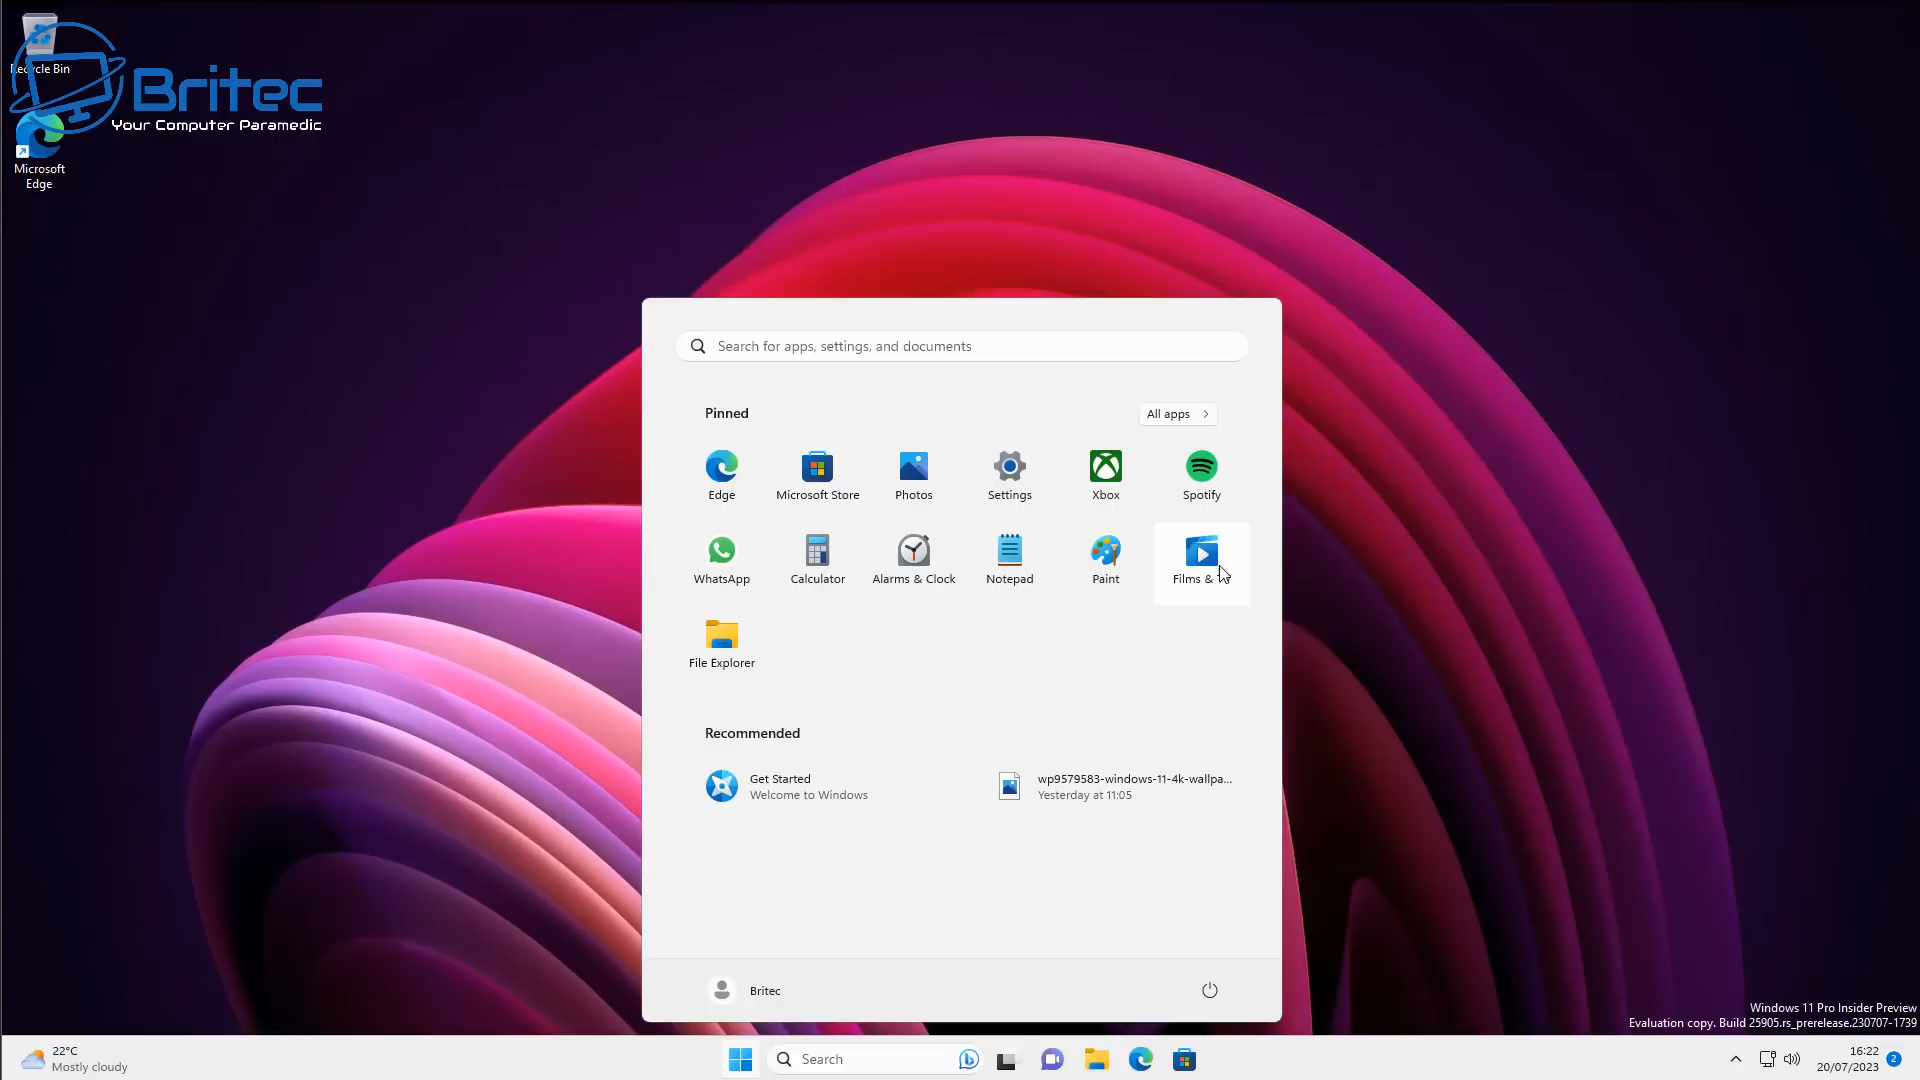 Recycle Bin
Britec
Your Computer Paramedic
Microsoft
Edge
Search for apps, settings, and documents
Pinned
All apps
Edge
Microsoft Store
Photos
Settings
Xbox
Spotify
WhatsApp
Calculator
Alarms & Clock
Notepad
Paint
Films &
File Explorer
Recommended
Get Started
Welcome to Windows
wp9579583-windows-11-4k-wallpa...
Yesterday at 11:05
Britec
Windows 11 Pro Insider Preview
Evaluation copy. Build 25905.rs_prerelease.230707-1739
22°C
Mostly cloudy
Search
16:22
20/07/2023
2